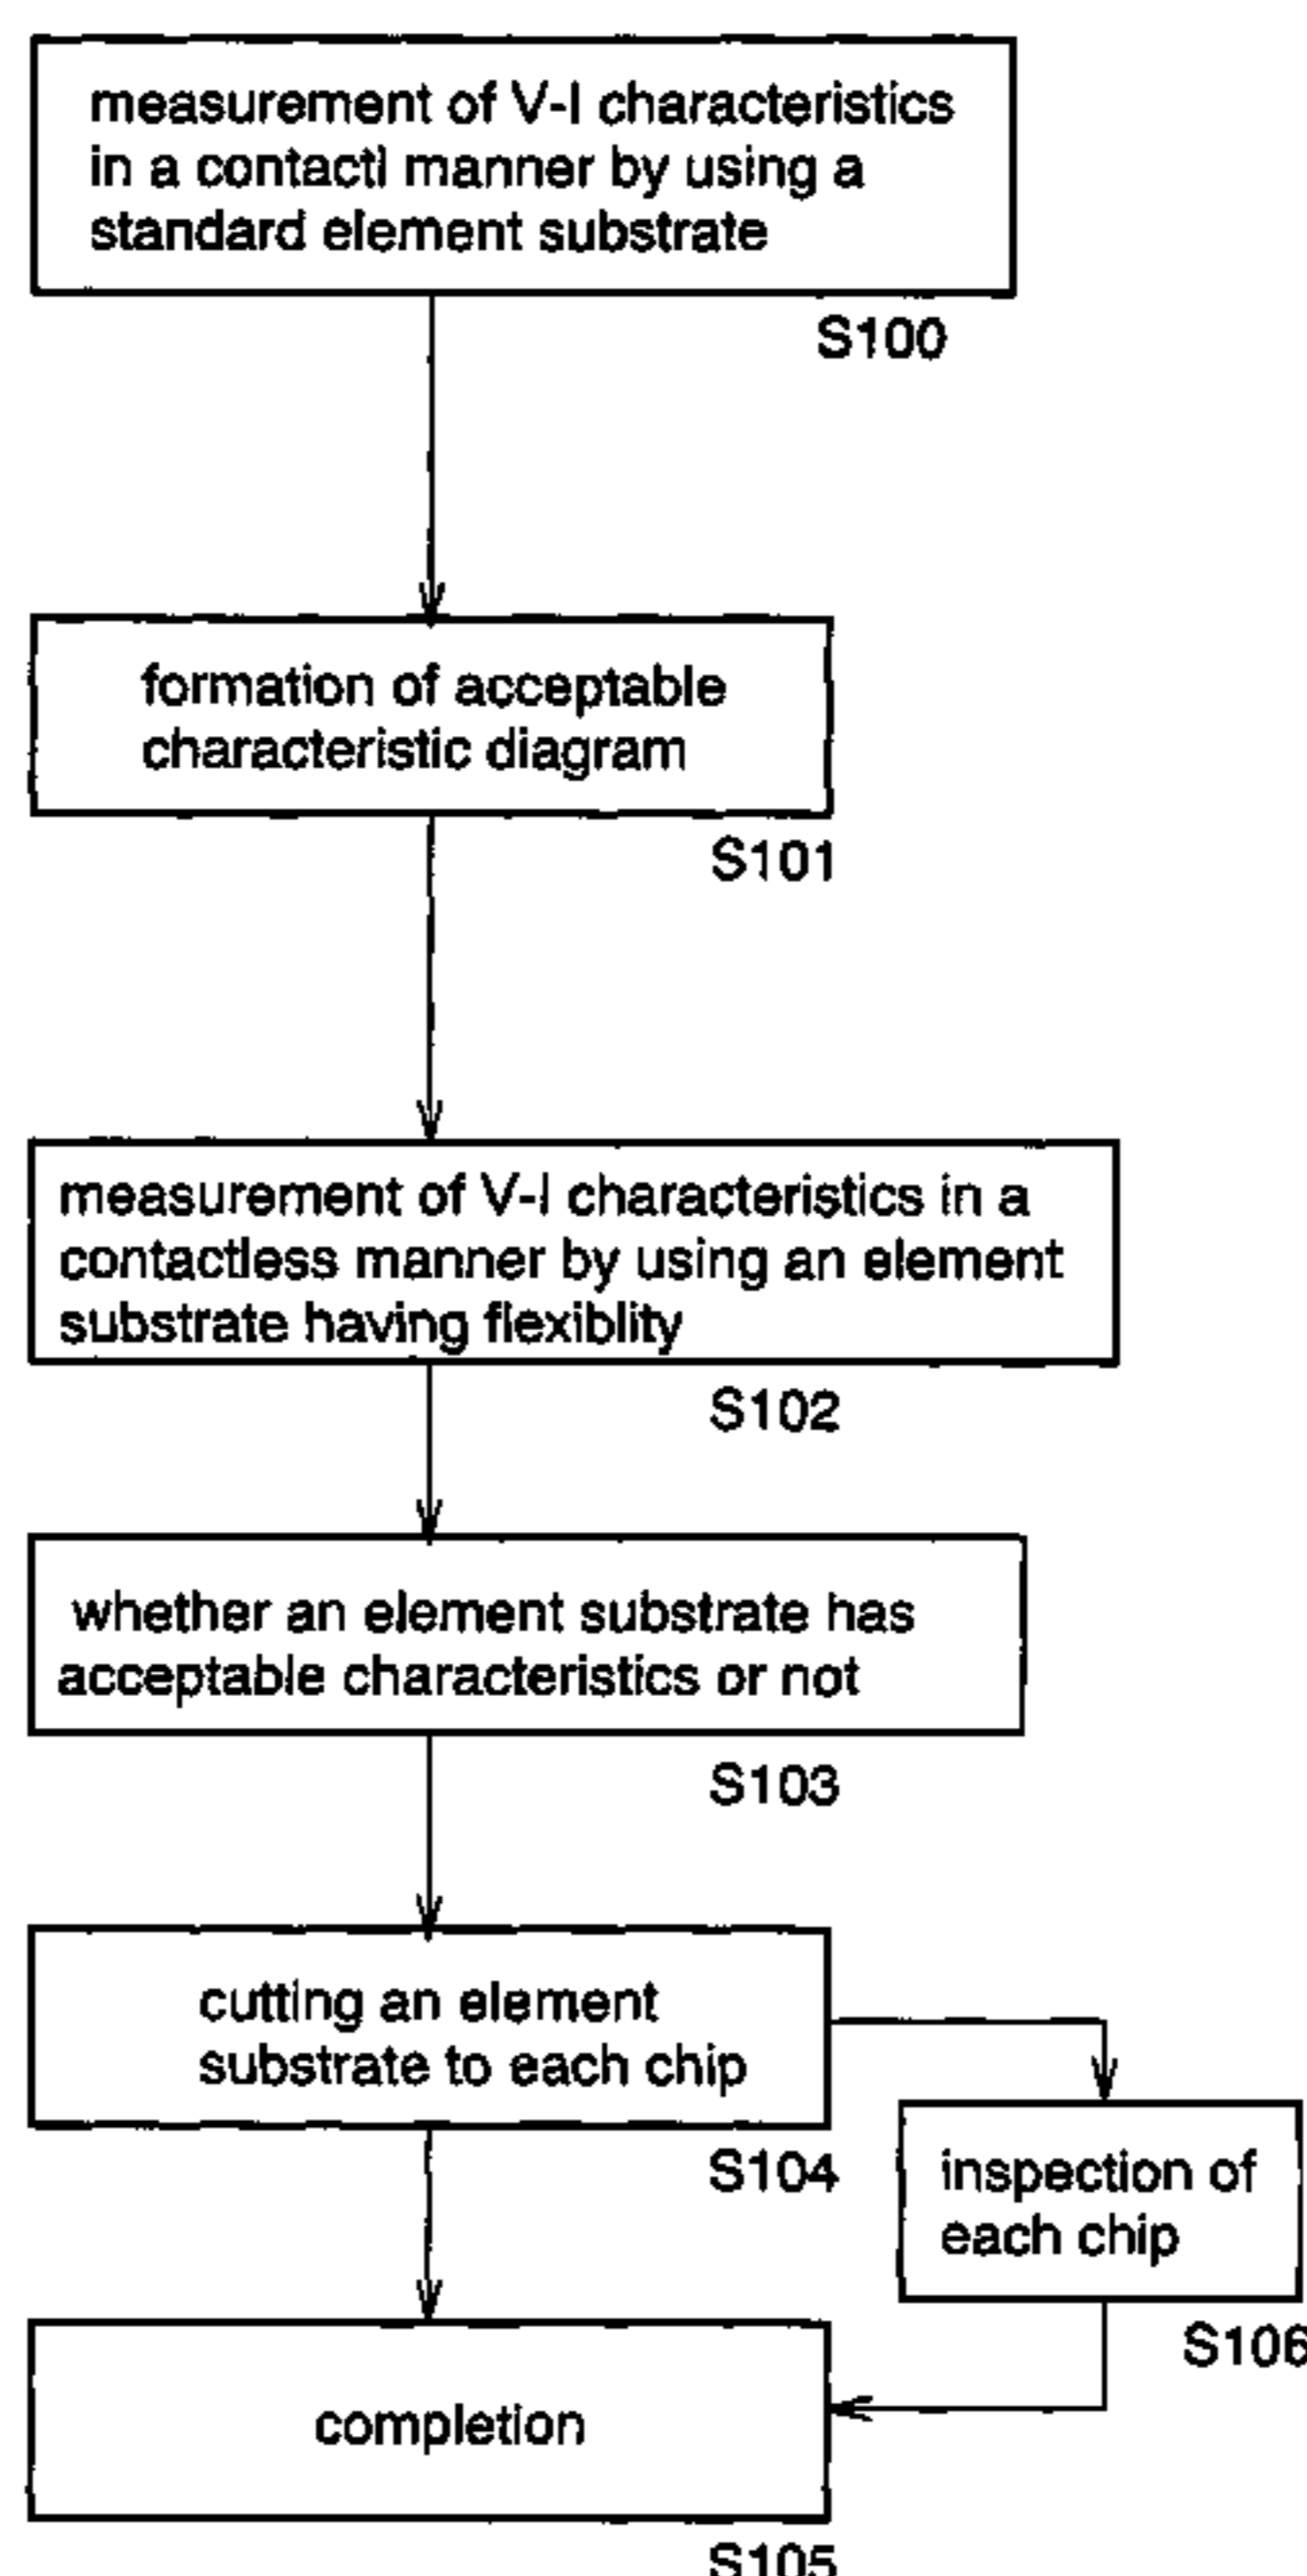 measurement of V-I characteristics
in a contactl manner by using a
standard element substrate
S100
formation of acceptable
characteristic diagram
S101
measurement of V-I characteristics in a
contactless manner by using an element
substrate having flexiblity
S102
whether an element substrate has
acceptable characteristics or not
S103
cutting an element
substrate to each chip
S104
inspection of
each chip
S106
completion
S105